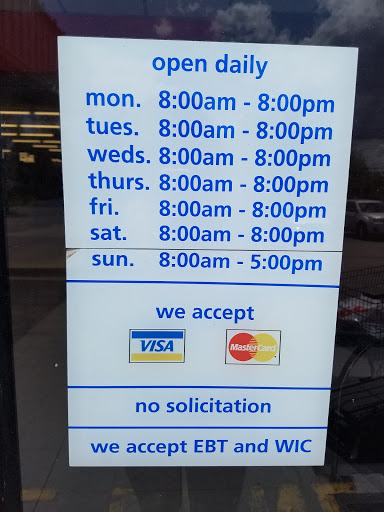 open daily
mon. 8:00am - 8:00pm
tues. 8:00am - 8:00pm
weds. 8:00am - 8:00pm
thurs. 8:00am - 8:00pm
fri. 8:00am - 8:00pm
sat. 8:00am - 8:00pm
sun. 8:00am - 5:00pm
we accept
VISA MasterCard
no solicitation
we accept EBT and WIC